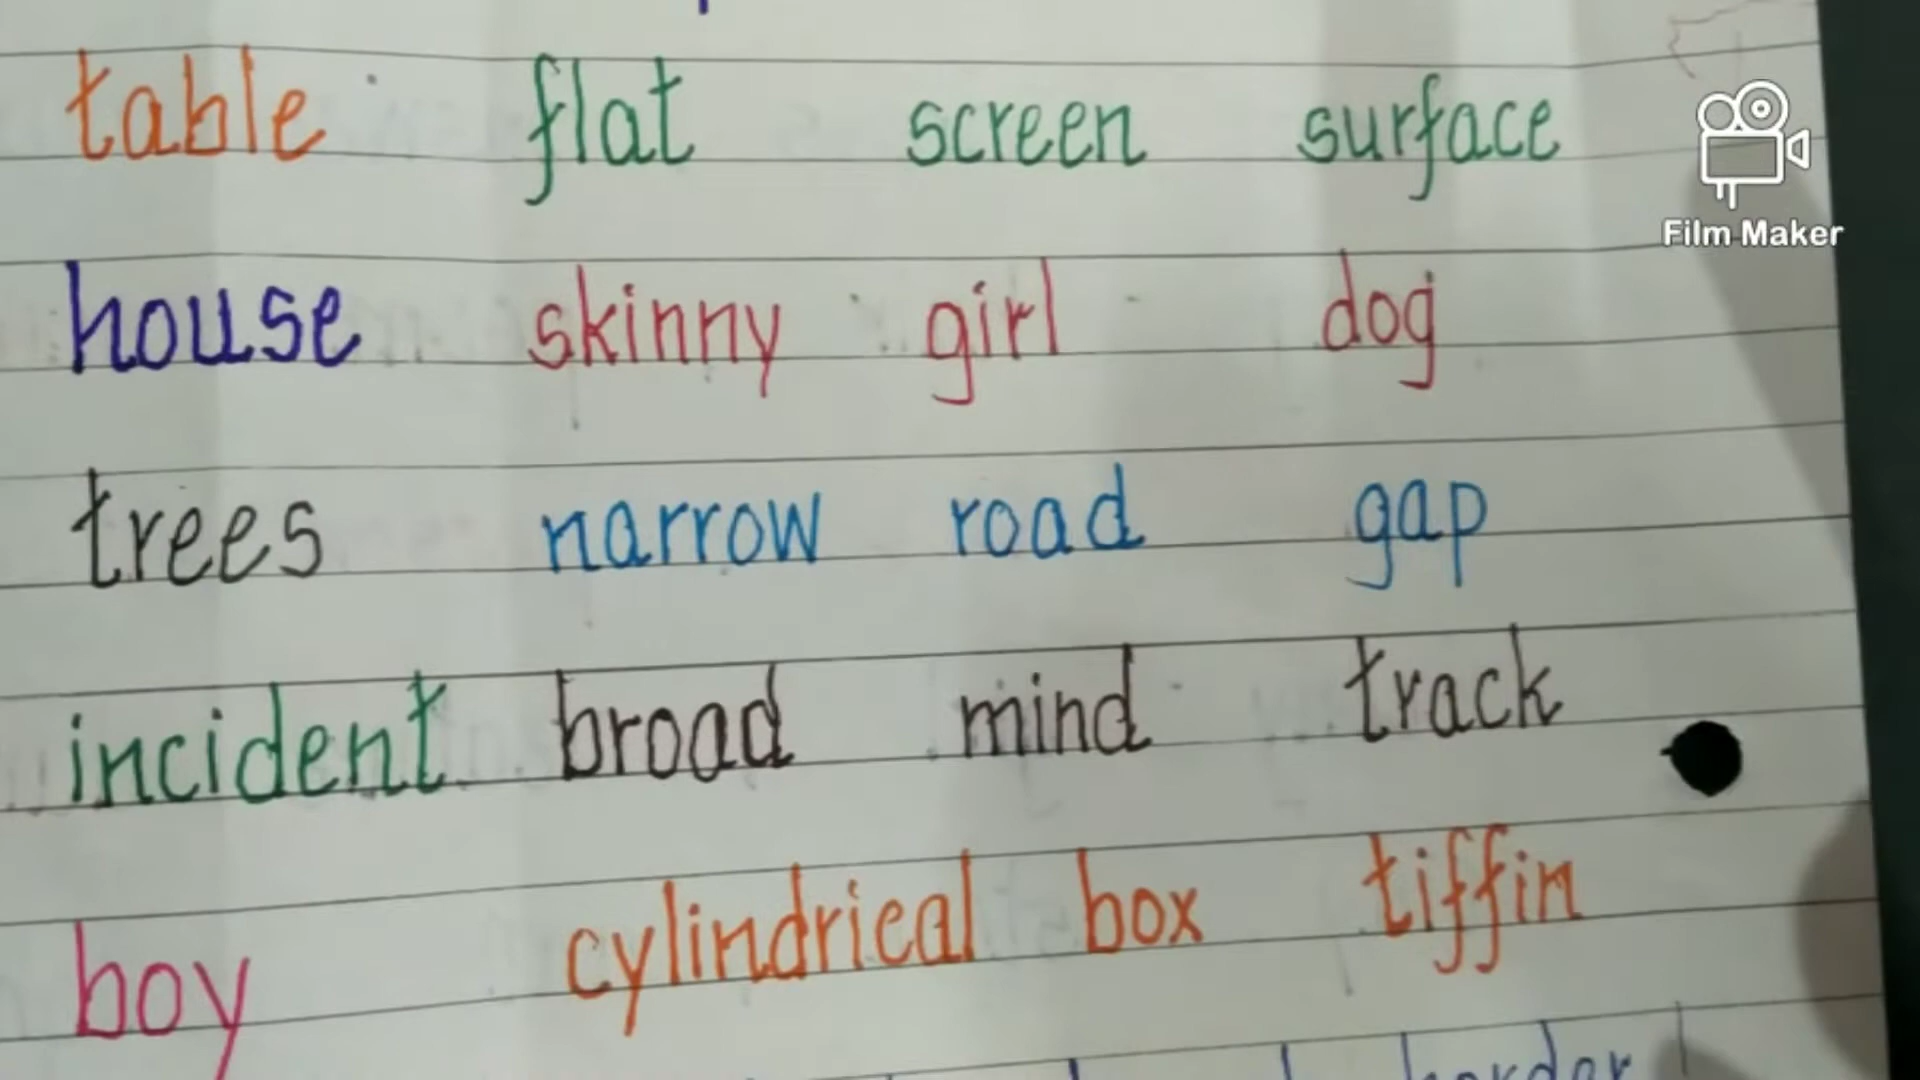 table flat screen surface
Film Maker
house skinny girl dog
trees narrow road gap
incident broad mind track
boy cylindrical box tiffin